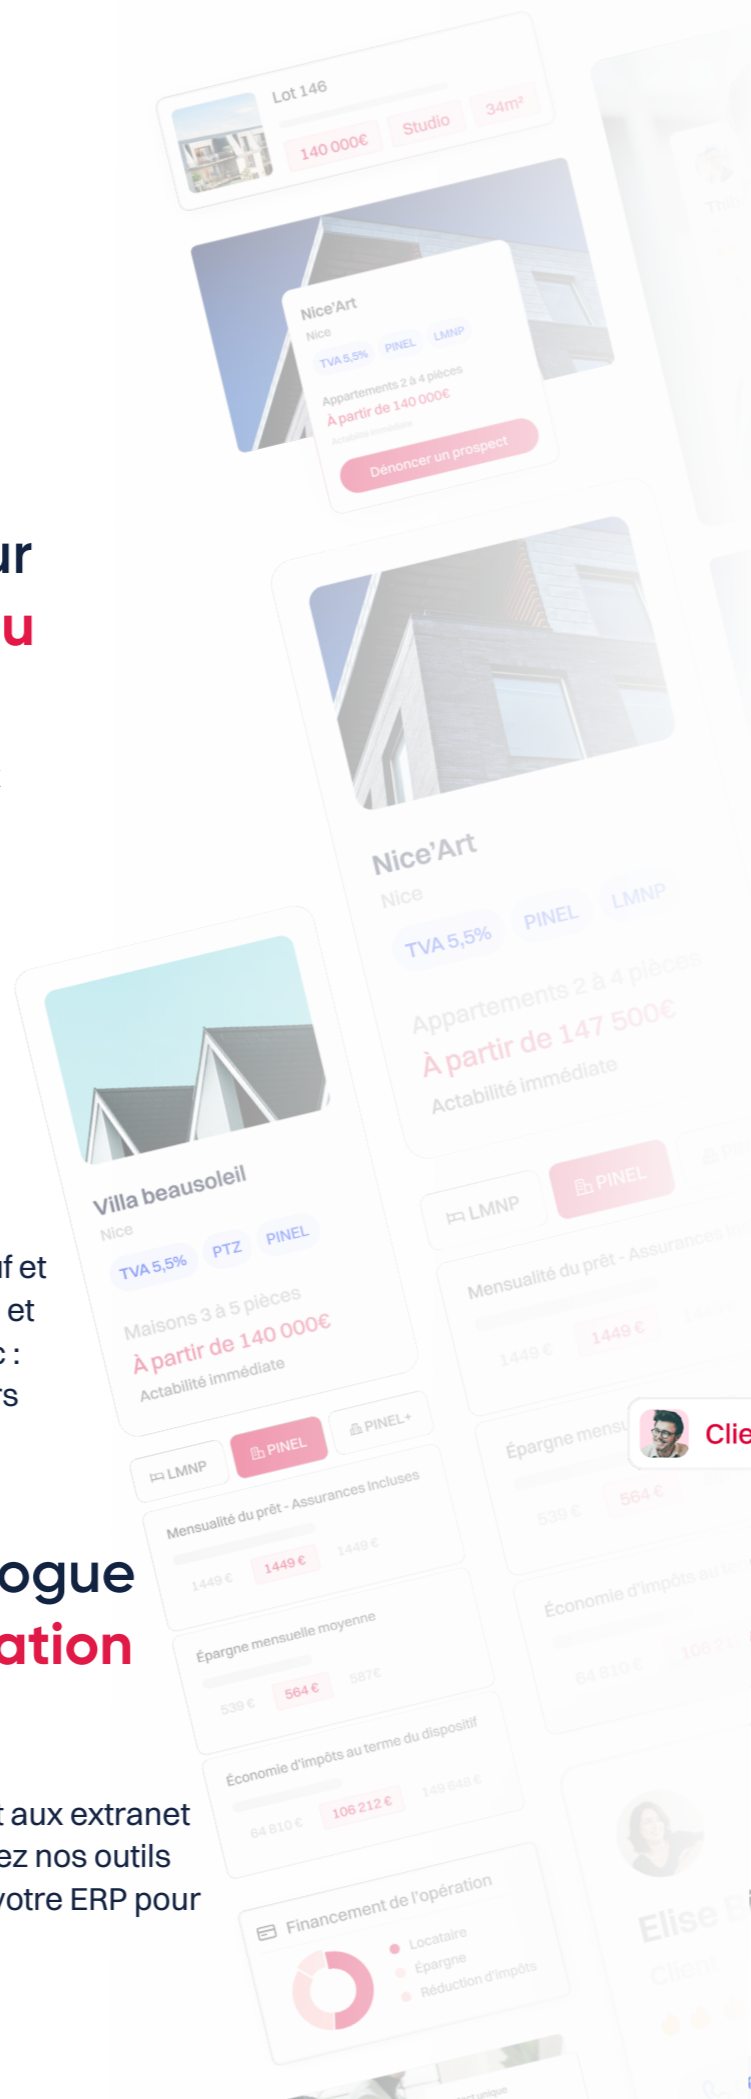 Lot 146
140 000€
Studio
34m²
Nice'Art
Nice
TVA 5,5%
PINEL
LMNP
Appartements 2 à 4 pièces
À partir de 140 000€
Actabilité immédiate
Dénoncer un prospect
ur
u
Nice'Art
Nice
TVA 5,5%
PINEL
LMNP
Appartements 2 à 4 pièces
À partir de 147 500€
Actabilité immédiate
LMNP
PINEL
Mensualité du prêt - Assurances
1449 €
1449 €
Épargne mensu
539 €
564 €
Économie d'impôts au
64 810 €
Villa beausoleil
Nice
TVA 5,5%
PTZ
PINEL
Maisons 3 à 5 pièces
À partir de 140 000€
Actabilité immédiate
LMNP
PINEL
PINEL+
Mensualité du prêt - Assurances Incluses
1449 €
1449 €
1449 €
Épargne mensuelle moyenne
539 €
564 €
587€
Économie d'impôts au terme du dispositif
64 810 €
106 212 €
149 648 €
Financement de l'opération
Locataire
Épargne
Réduction d'impôts
uf et
et
c :
rs
Clie
ogue
ation
t aux extranet
ez nos outils
votre ERP pour
Elise
Client